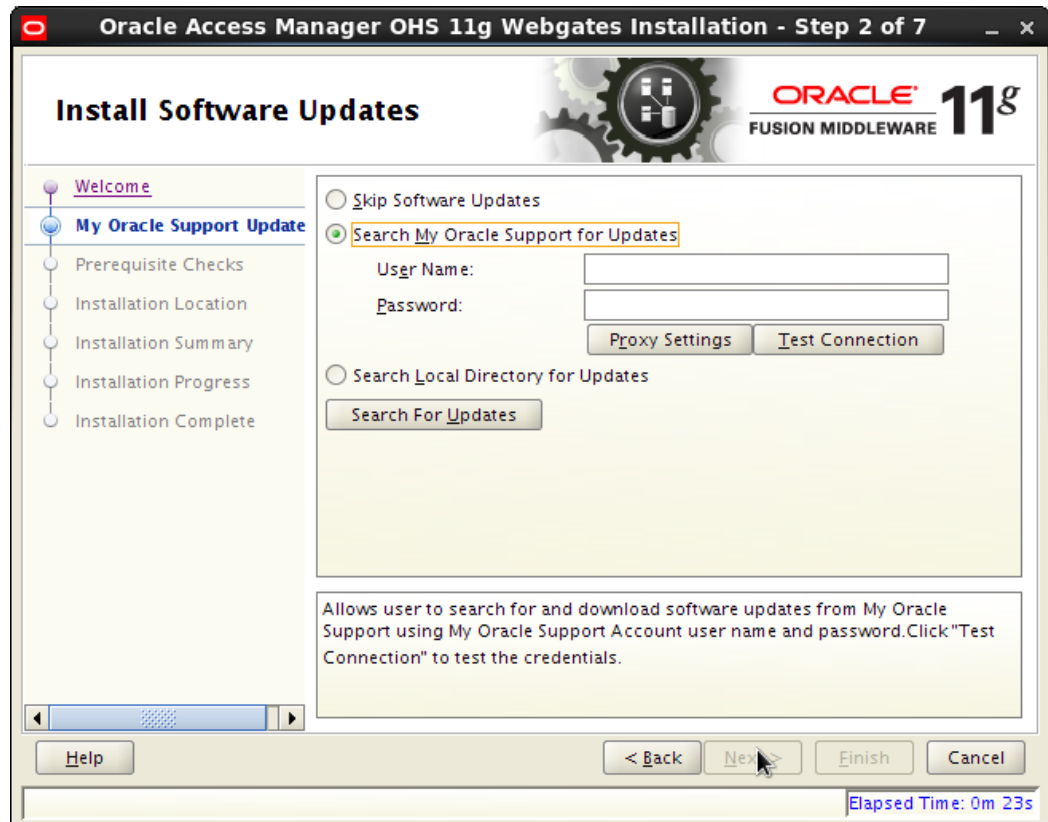 Oracle Access Manager OHS 11g Webgates Installation - Step 2 of 7
Install Software Updates
ORACLE
FUSION MIDDLEWARE
11g
Welcome
My Oracle Support Update
Prerequisite Checks
Installation Location
Installation Summary
Installation Progress
Installation Complete
Skip Software Updates
Search My Oracle Support for Updates
User Name:
Password:
Proxy Settings
Test Connection
Search Local Directory for Updates
Search For Updates
Allows user to search for and download software updates from My Oracle
Support using My Oracle Support Account user name and password.Click "Test
Connection" to test the credentials.
Help
< Back
Next >
Finish
Cancel
Elapsed Time: 0m 23s